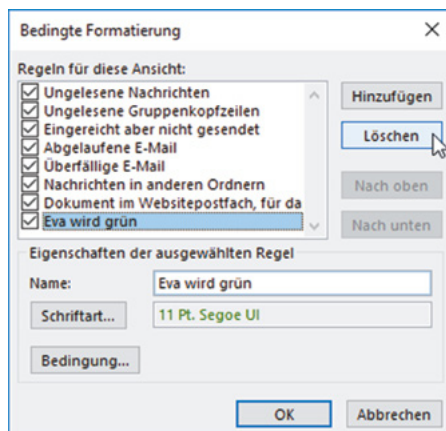 Bedingte Formatierung
Regeln für diese Ansicht:
Ungelesene Nachrichten
Ungelesene Gruppenkopfzeilen
Eingereicht aber nicht gesendet
Abgelaufene E-Mail
Überfällige E-Mail
Nachrichten in anderen Ordnern
Dokument im Websitepostfach, für da
Eva wird grün
Hinzufügen
Löschen
Nach oben
Nach unten
Eigenschaften der ausgewählten Regel
Name: Eva wird grün
Schriftart... 11 Pt. Segoe UI
Bedingung...
OK Abbrechen